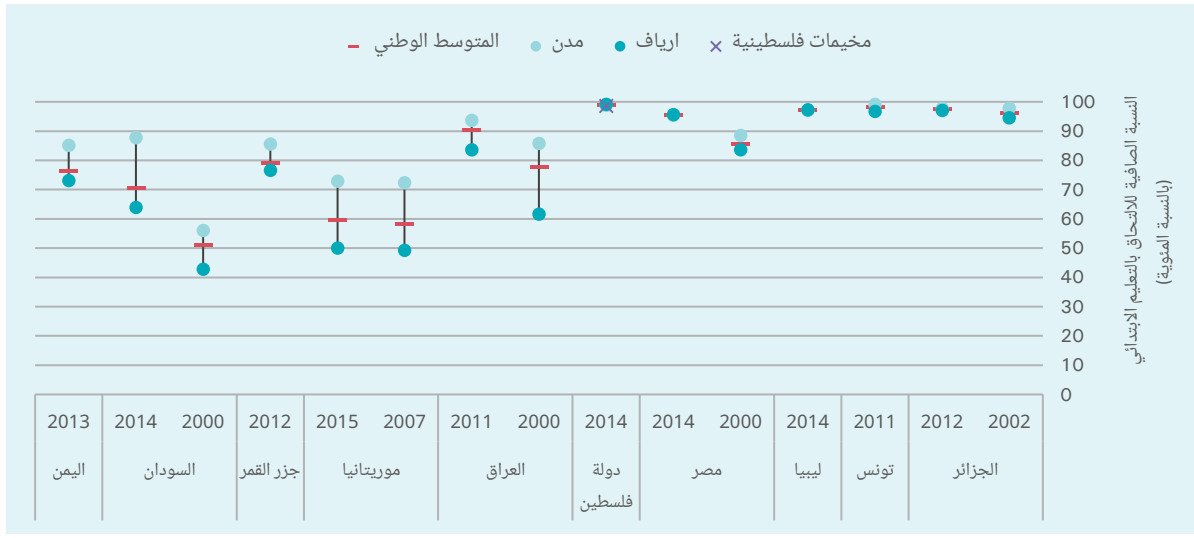 المتوسط الوطني مدن ارياف مخيمات فلسطينية
النسبة الصافية للالتحاق بالتعليم الابتدائي
(بالنسبة المئوية)
100
90
80
70
60
50
40
30
20
10
0
2002 2012 2011 2014 2000 2014 2014 2000 2011 2007 2015 2012 2000 2014 2013
الجزائر تونس ليبيا مصر دولة العراق موريتانيا جزر القمر السودان اليمن
فلسطين